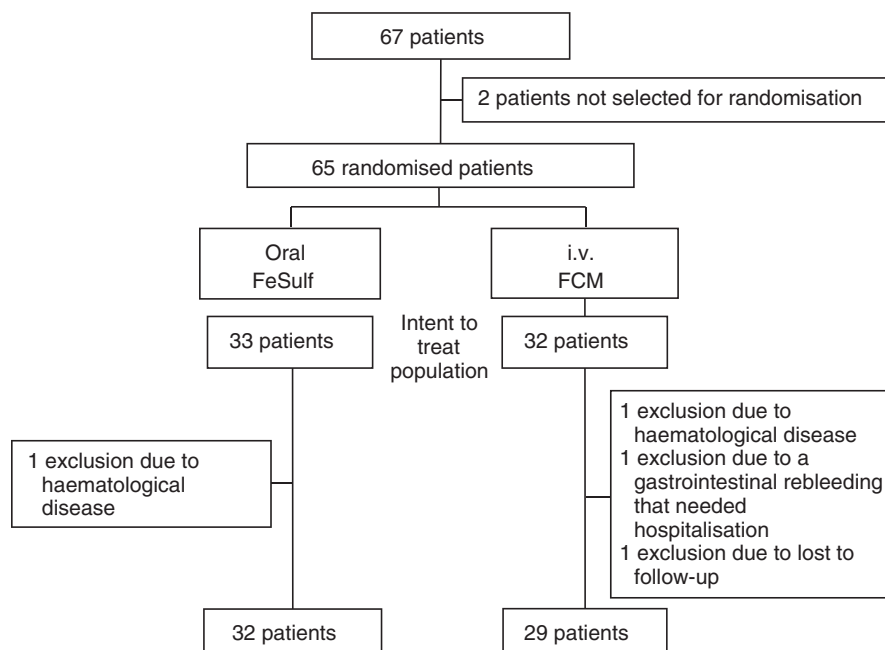 67 patients
2 patients not selected for randomisation
65 randomised patients
Oral
FeSulf
i.v.
FCM
33 patients
Intent to
treat
population
32 patients
1 exclusion due to
haematological
disease
1 exclusion due to
haematological disease
1 exclusion due to a
gastrointestinal rebleeding
that needed
hospitalisation
1 exclusion due to lost to
follow-up
32 patients
29 patients